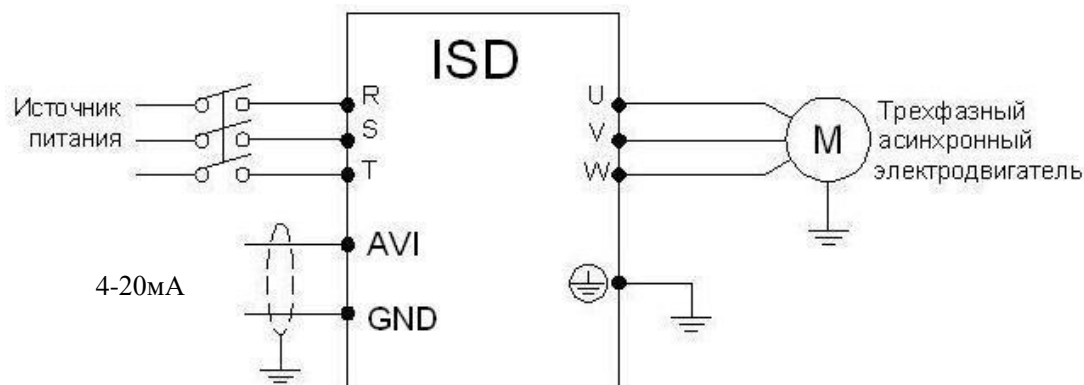 ISD
Источник
питания
R
S
T
U
V
W
M
Трехфазный
асинхронный
электродвигатель
AVI
4-20мА
GND